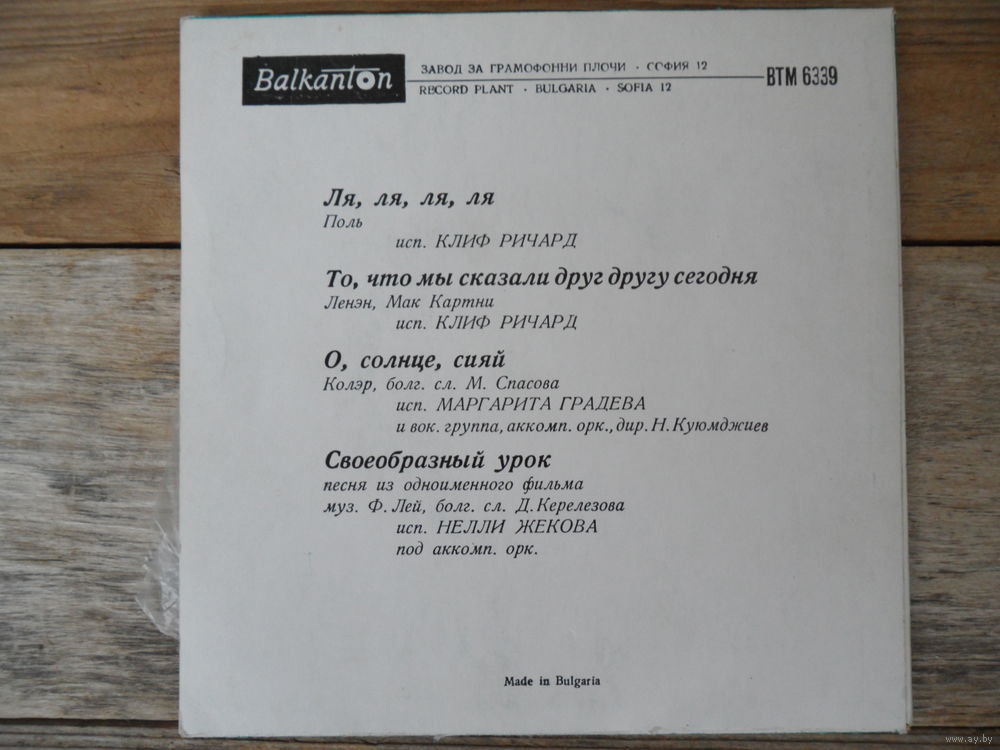 Balkanton
ЗАВОД ЗА ГРАМОФОННИ ПЛОЧИ · СОФИЯ 12
RECORD PLANT · BULGARIA · SOFIA 12
ВТМ 6339
Ля, ля, ля, ля
Поль
исп. КЛИФ РИЧАРД
То, что мы сказали друг другу сегодня
Ленэн, Мак Картни
исп. КЛИФ РИЧАРД
О, солнце, сияй
Колэр, болг. сл. М. Спасова
исп. МАРГАРИТА ГРАДЕВА
и вок. группа, аккомп. орк., дир. Н. Куюмджиев
Своеобразный урок
песня из одноименного фильма
муз. Ф. Лей, болг. сл. Д. Керелезова
исп. НЕЛЛИ ЖЕКОВА
под аккомп. орк.
Made in Bulgaria
www.ay.by